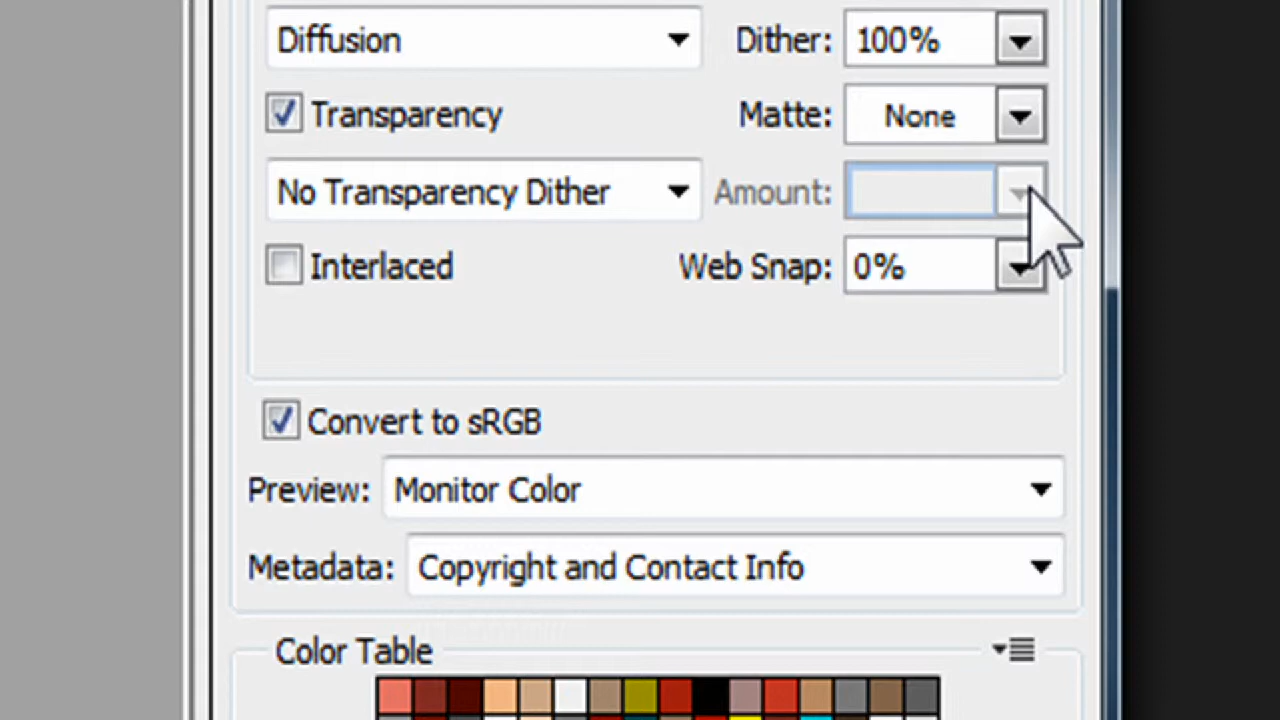 Diffusion Dither: 100%
Transparency Matte: None
No Transparency Dither Amount:
Interlaced Web Snap: 0%
Convert to sRGB
Preview: Monitor Color
Metadata: Copyright and Contact Info
Color Table